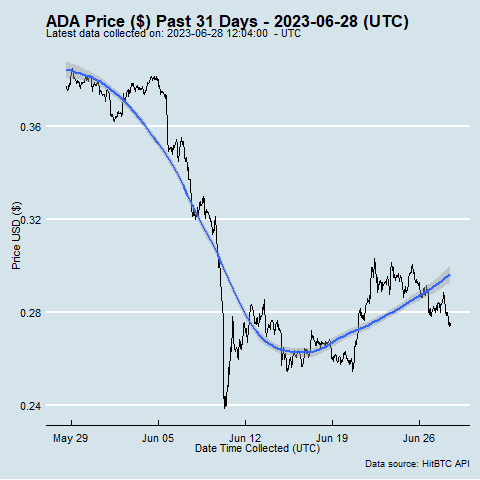 ADA Price ($) Past 31 Days - 2023-06-28 (UTC)
Latest data collected on: 2023-06-28 12:04:00 - UTC
Price USD ($)
0.36
0.32
0.28
0.24
May 29 Jun 05 Jun 12 Jun 19 Jun 26
Date Time Collected (UTC)
Data source: HitBTC API